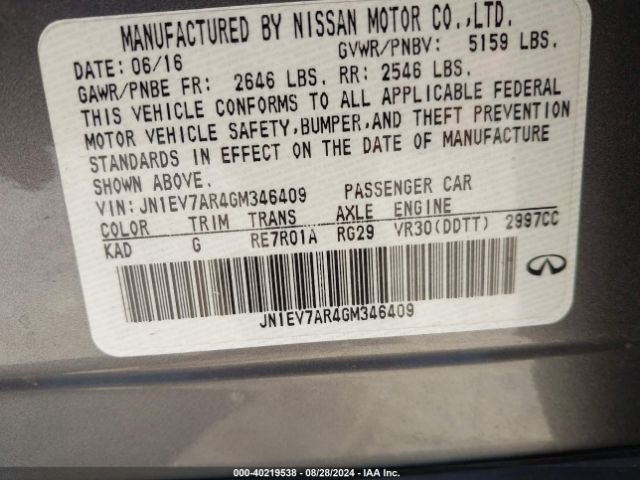 MANUFACTURED BY NISSAN MOTOR CO.,LTD.
DATE: 06/16 GVWR/PNBV: 5159 LBS.
GAWR/PNBE FR: 2646 LBS. RR: 2546 LBS.
THIS VEHICLE CONFORMS TO ALL APPLICABLE FEDERAL
MOTOR VEHICLE SAFETY,BUMPER,AND THEFT PREVENTION
STANDARDS IN EFFECT ON THE DATE OF MANUFACTURE
SHOWN ABOVE.
VIN: JN1EV7AR4GM346409 PASSENGER CAR
COLOR TRIM TRANS AXLE ENGINE
KAD G RE7R01A RG29 VR30(DDTT) 2997CC
JN1EV7AR4GM346409
000-40219538 - 08/28/2024 - IAA Inc.